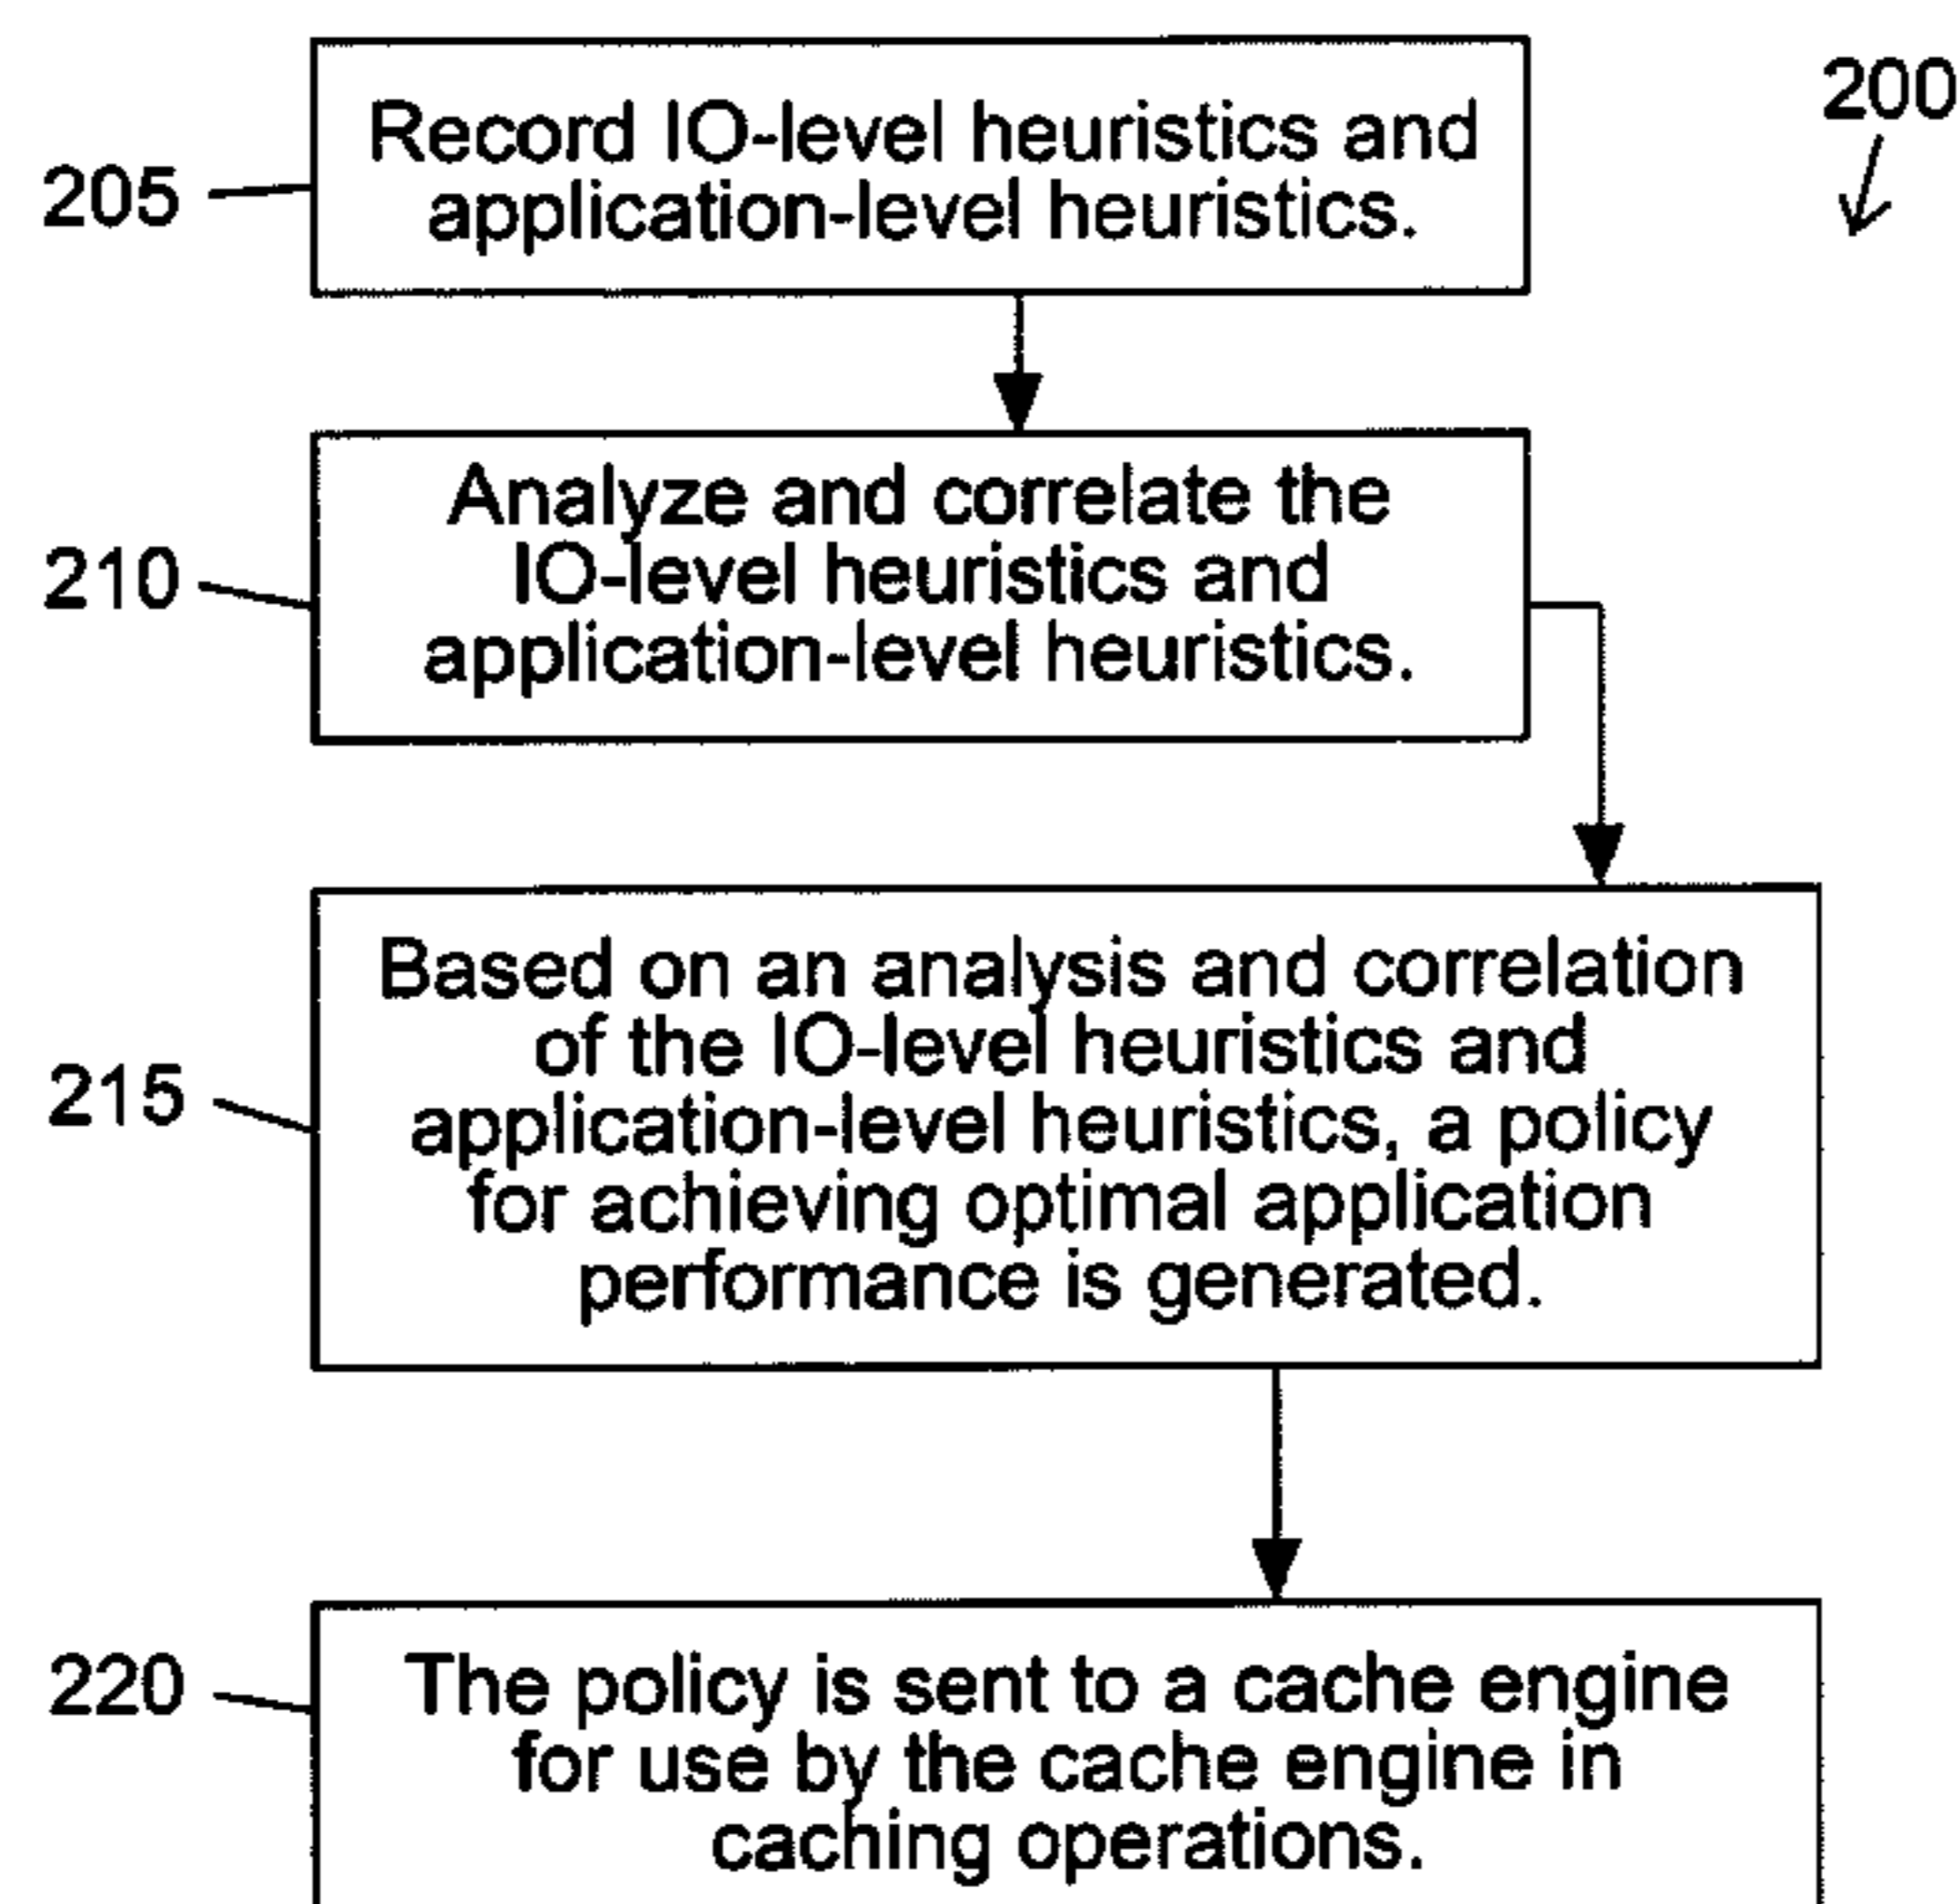 200
205
Record IO-level heuristics and
application-level heuristics.
210
Analyze and correlate the
IO-level heuristics and
application-level heuristics.
215
Based on an analysis and correlation
of the IO-level heuristics and
application-level heuristics, a policy
for achieving optimal application
performance is generated.
220
The policy is sent to a cache engine
for use by the cache engine in
caching operations.